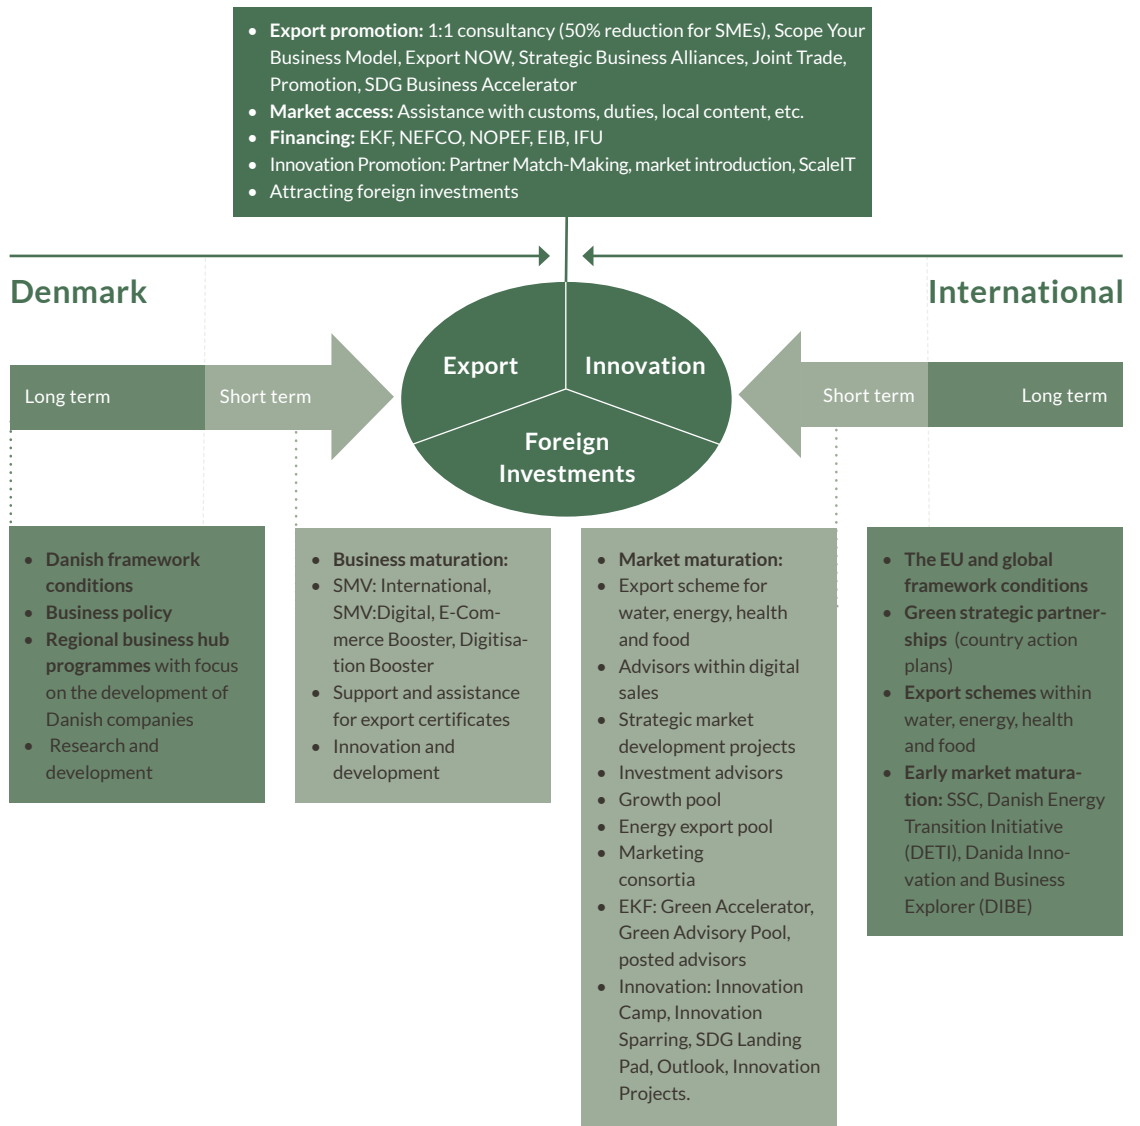 • Export promotion: 1:1 consultancy (50% reduction for SMEs), Scope Your
Business Model, Export NOW, Strategic Business Alliances, Joint Trade,
Promotion, SDG Business Accelerator
• Market access: Assistance with customs, duties, local content, etc.
• Financing: EKF, NEFCO, NOPEF, EIB, IFU
• Innovation Promotion: Partner Match-Making, market introduction, ScaleIT
• Attracting foreign investments
Denmark
International
Long term
Short term
Export
Innovation
Foreign
Investments
Short term
Long term
• Danish framework
conditions
• Business policy
• Regional business hub
programmes with focus
on the development of
Danish companies
• Research and
development
• Business maturation:
• SMV: International,
SMV:Digital, E-Com-
merce Booster, Digitisa-
tion Booster
• Support and assistance
for export certificates
• Innovation and
development
• Market maturation:
• Export scheme for
water, energy, health
and food
• Advisors within digital
sales
• Strategic market
development projects
• Investment advisors
• Growth pool
• Energy export pool
• Marketing
consortia
• EKF: Green Accelerator,
Green Advisory Pool,
posted advisors
• Innovation: Innovation
Camp, Innovation
Sparring, SDG Landing
Pad, Outlook, Innovation
Projects.
• The EU and global
framework conditions
• Green strategic partner-
ships (country action
plans)
• Export schemes within
water, energy, health
and food
• Early market matura-
tion: SSC, Danish Energy
Transition Initiative
(DETI), Danida Inno-
vation and Business
Explorer (DIBE)